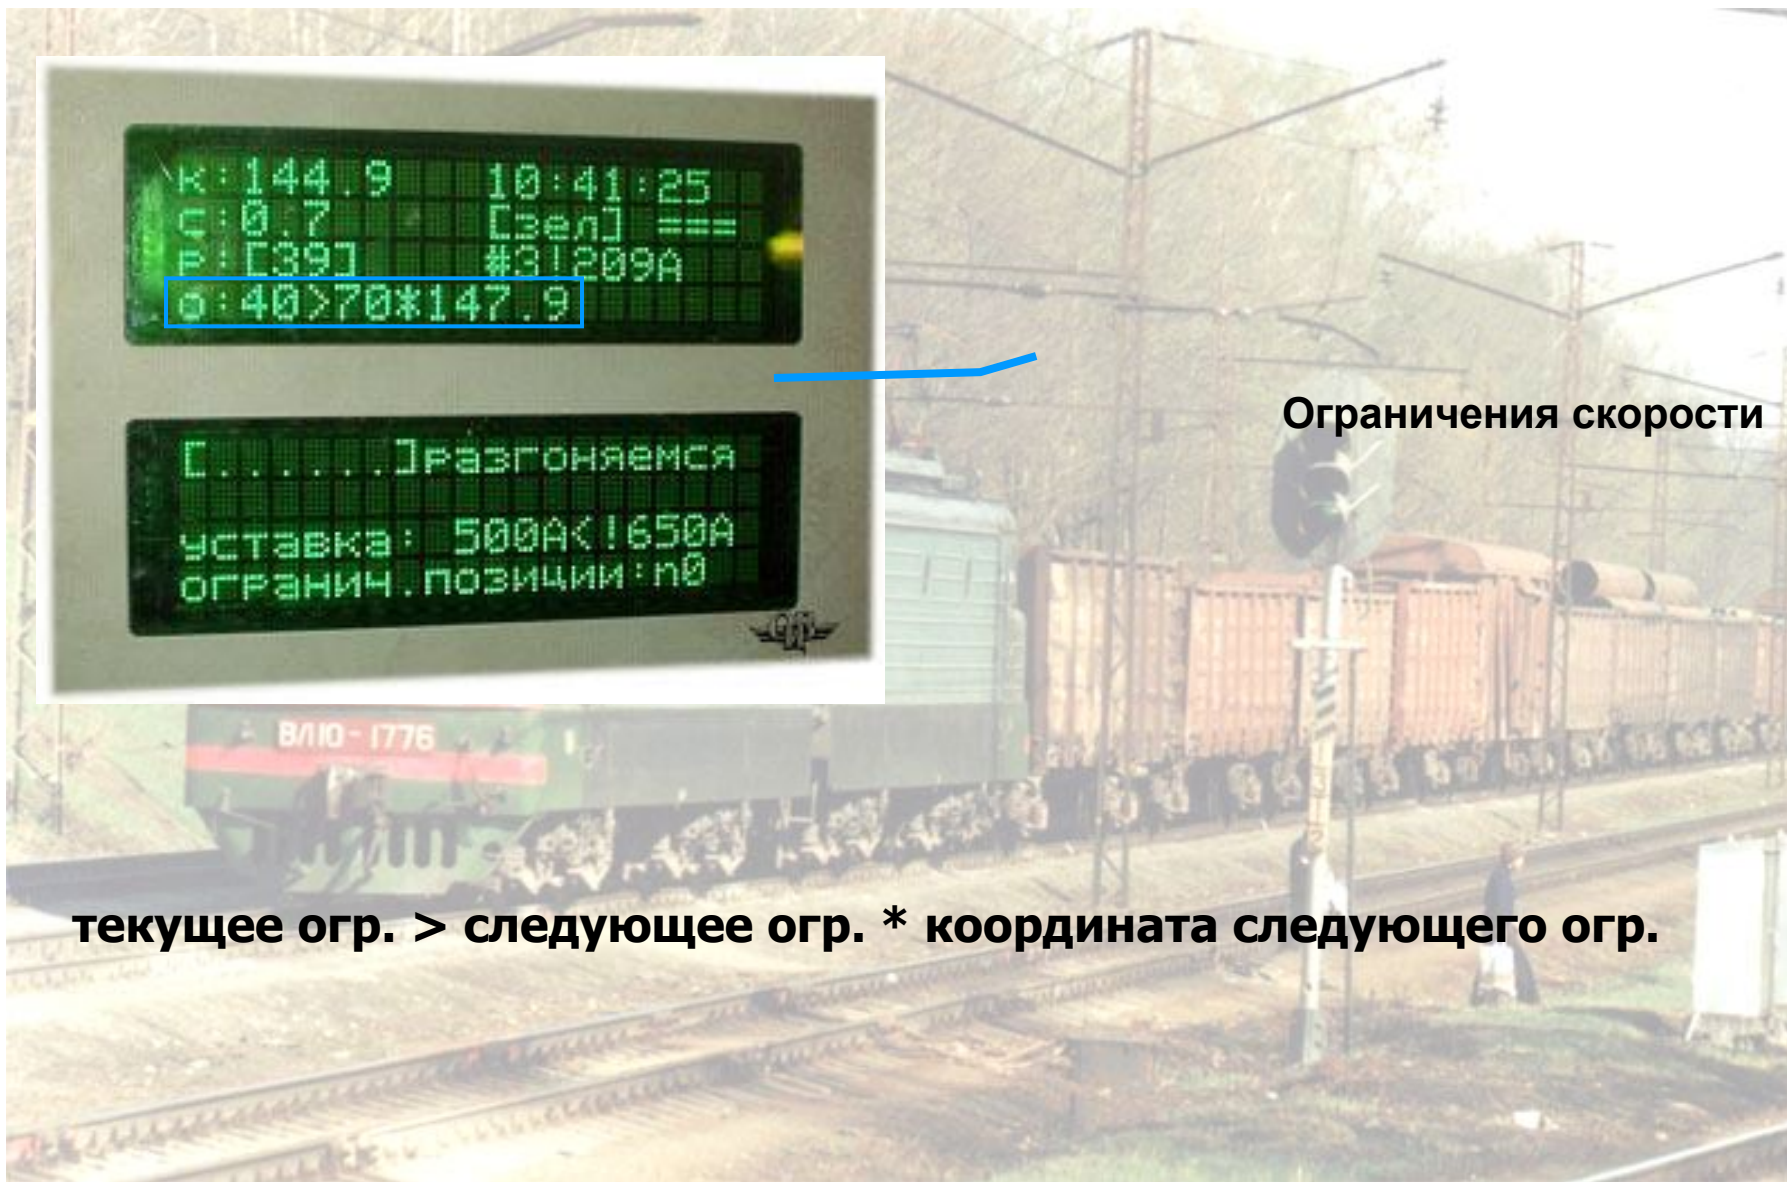 к:144.9 10:41:25
с:0.7 [зел] ===
р:[39] #3!209А
о:40>70*147.9
[......]разгоняемся
уставка: 500А<!650А
огранич.позиции:п0
Ограничения скорости
ВЛ10-1776
текущее огр. > следующее огр. * координата следующего огр.